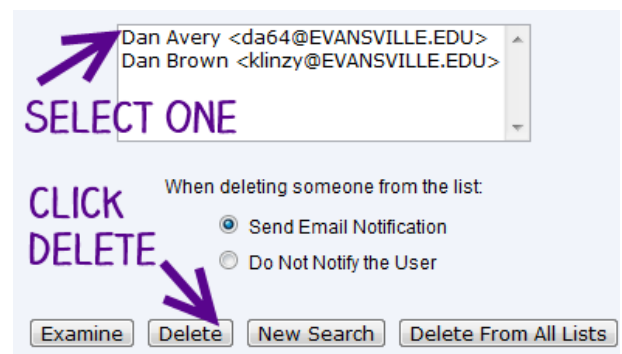 Dan Avery <da64@EVANSVILLE.EDU>
Dan Brown <klinzy@EVANSVILLE.EDU>
SELECT ONE
When deleting someone from the list:
CLICK
DELETE
Send Email Notification
Do Not Notify the User
Examine Delete New Search Delete From All Lists